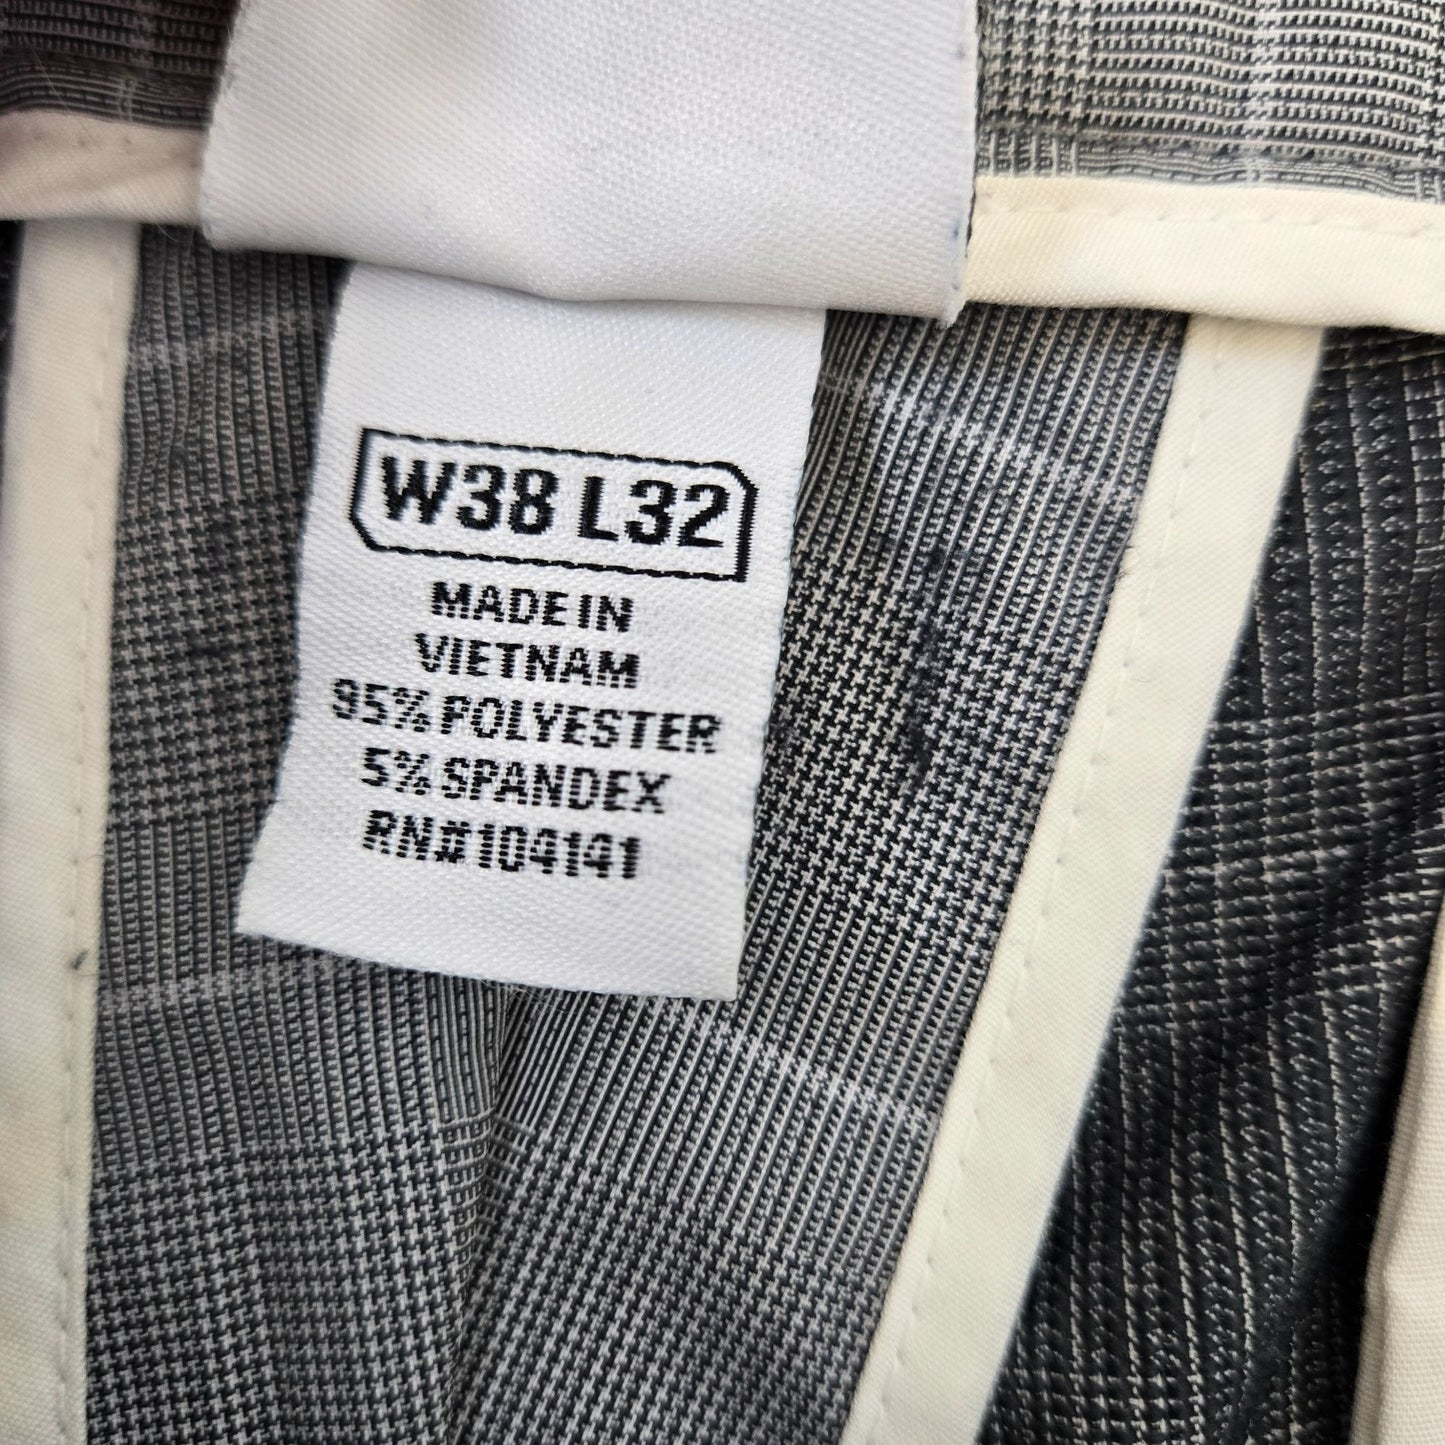 W38 L32
MADE IN
VIETNAM
95% POLYESTER
5% SPANDEX
RN#104141